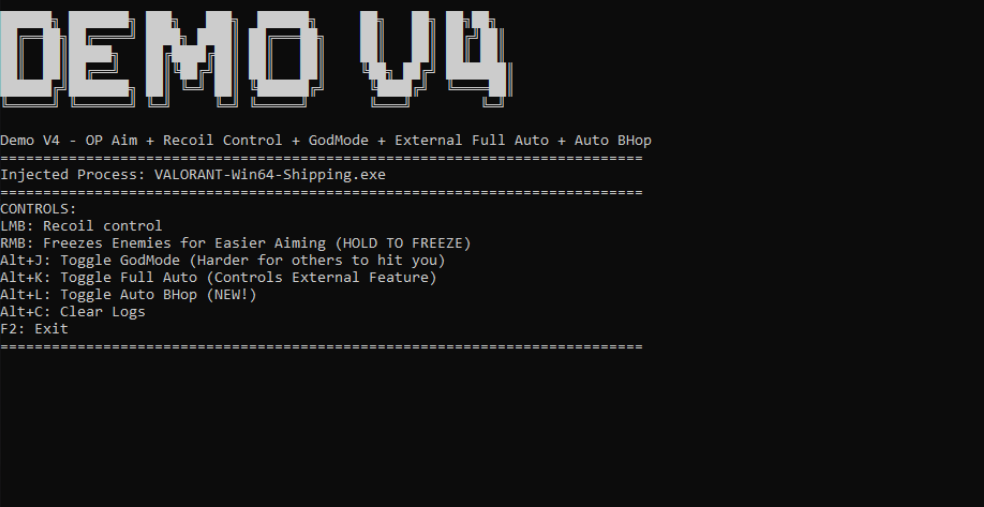 DEMO V4
Demo V4 - OP Aim + Recoil Control + GodMode + External Full Auto + Auto BHop
===========================================================================
Injected Process: VALORANT-Win64-Shipping.exe
===========================================================================
CONTROLS:
LMB: Recoil control
RMB: Freezes Enemies for Easier Aiming (HOLD TO FREEZE)
Alt+J: Toggle GodMode (Harder for others to hit you)
Alt+K: Toggle Full Auto (Controls External Feature)
Alt+L: Toggle Auto BHop (NEW!)
Alt+C: Clear Logs
F2: Exit
===========================================================================